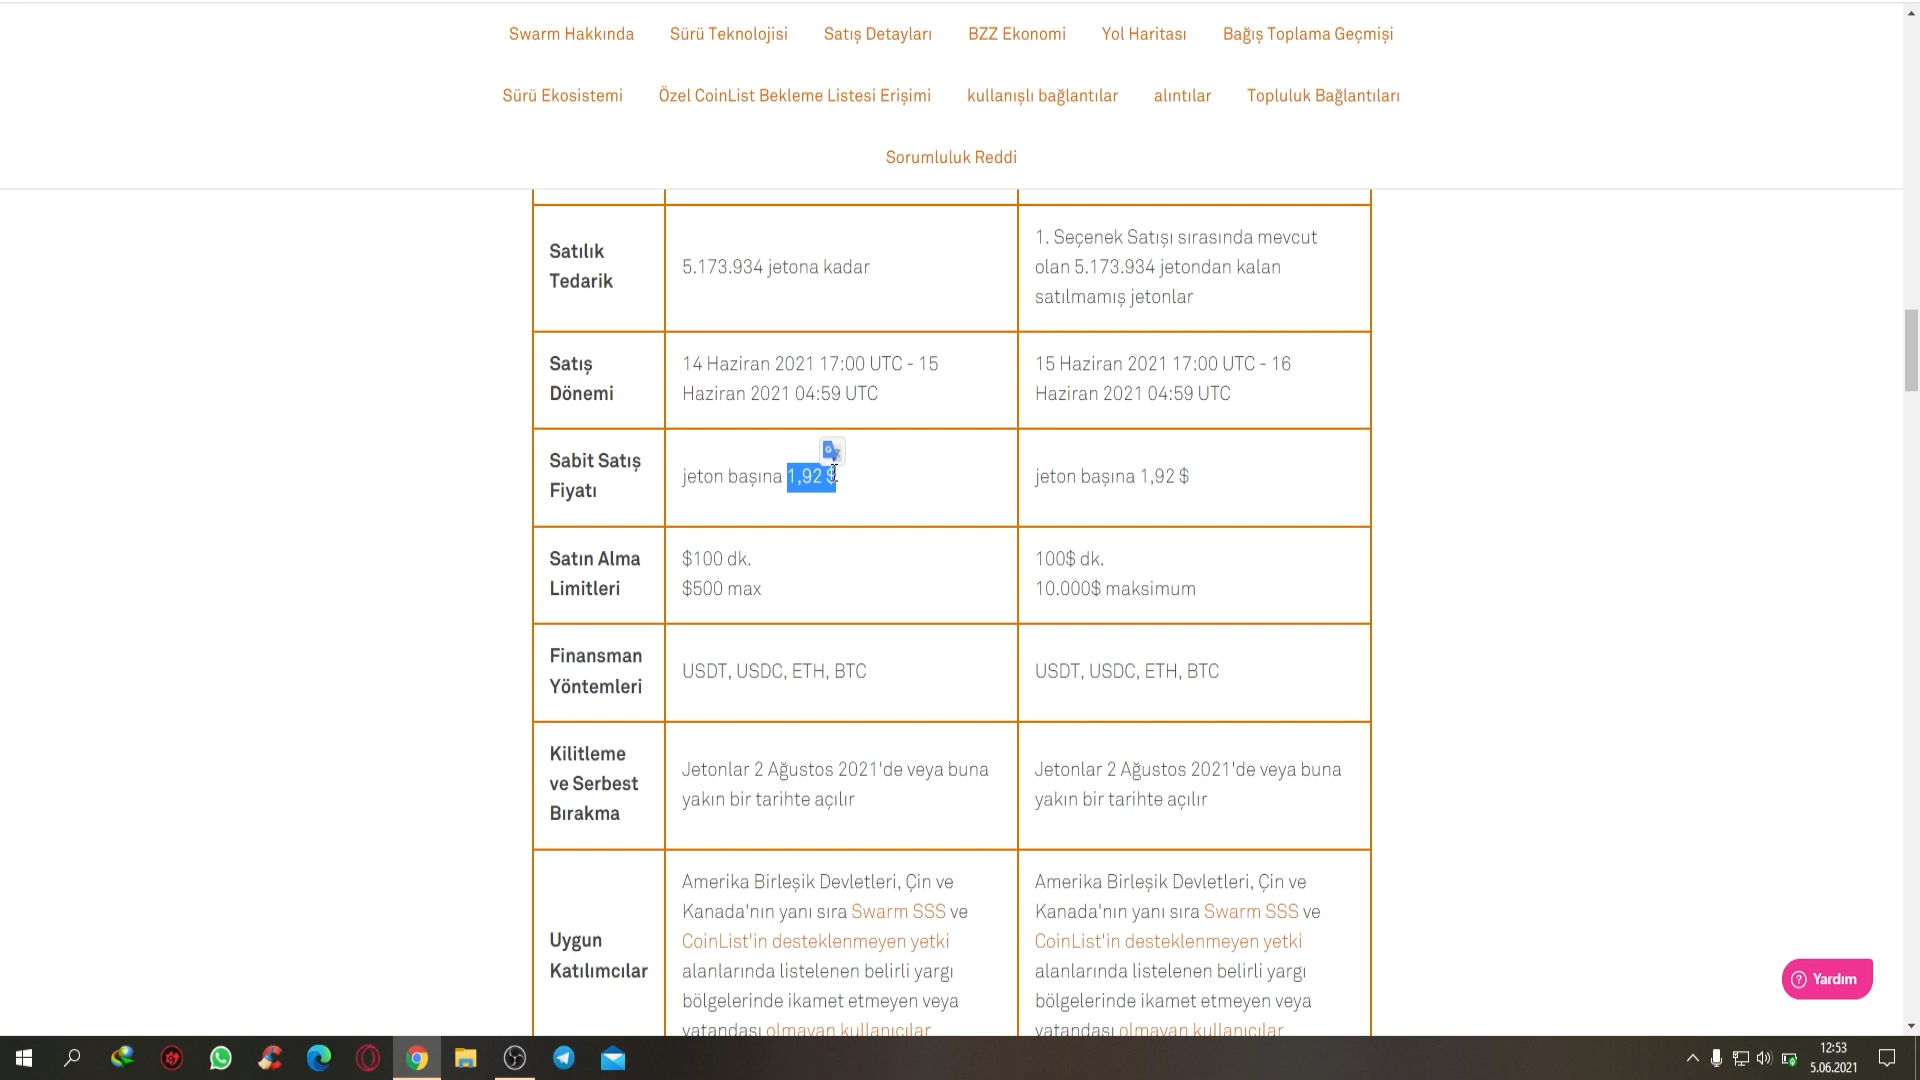 Swarm Hakkında Sürü Teknolojisi Satış Detayları BZZ Ekonomi Yol Haritası Bağış Toplama Geçmişi
Sürü Ekosistemi Özel CoinList Bekleme Listesi Erişimi kullanışlı bağlantılar alıntılar Topluluk Bağlantıları
Sorumluluk Reddi
Satılık
Tedarik
5.173.934 jetona kadar
1. Seçenek Satışı sırasında mevcut
olan 5.173.934 jetondan kalan
satılmamış jetonlar
Satış
Dönemi
14 Haziran 2021 17:00 UTC - 15
Haziran 2021 04:59 UTC
15 Haziran 2021 17:00 UTC - 16
Haziran 2021 04:59 UTC
Sabit Satış
Fiyatı
jeton başına 1,92 $
jeton başına 1,92 $
Satın Alma
Limitleri
$100 dk.
$500 max
100$ dk.
10.000$ maksimum
Finansman
Yöntemleri
USDT, USDC, ETH, BTC
USDT, USDC, ETH, BTC
Kilitleme
ve Serbest
Bırakma
Jetonlar 2 Ağustos 2021'de veya buna
yakın bir tarihte açılır
Jetonlar 2 Ağustos 2021'de veya buna
yakın bir tarihte açılır
Uygun
Katılımcılar
Amerika Birleşik Devletleri, Çin ve
Kanada'nın yanı sıra Swarm SSS ve
CoinList'in desteklenmeyen yetki
alanlarında listelenen belirli yargı
bölgelerinde ikamet etmeyen veya
vatandaşı olmayan kullanıcılar
Amerika Birleşik Devletleri, Çin ve
Kanada'nın yanı sıra Swarm SSS ve
CoinList'in desteklenmeyen yetki
alanlarında listelenen belirli yargı
bölgelerinde ikamet etmeyen veya
vatandaşı olmayan kullanıcılar
Yardım
12:53
5.06.2021